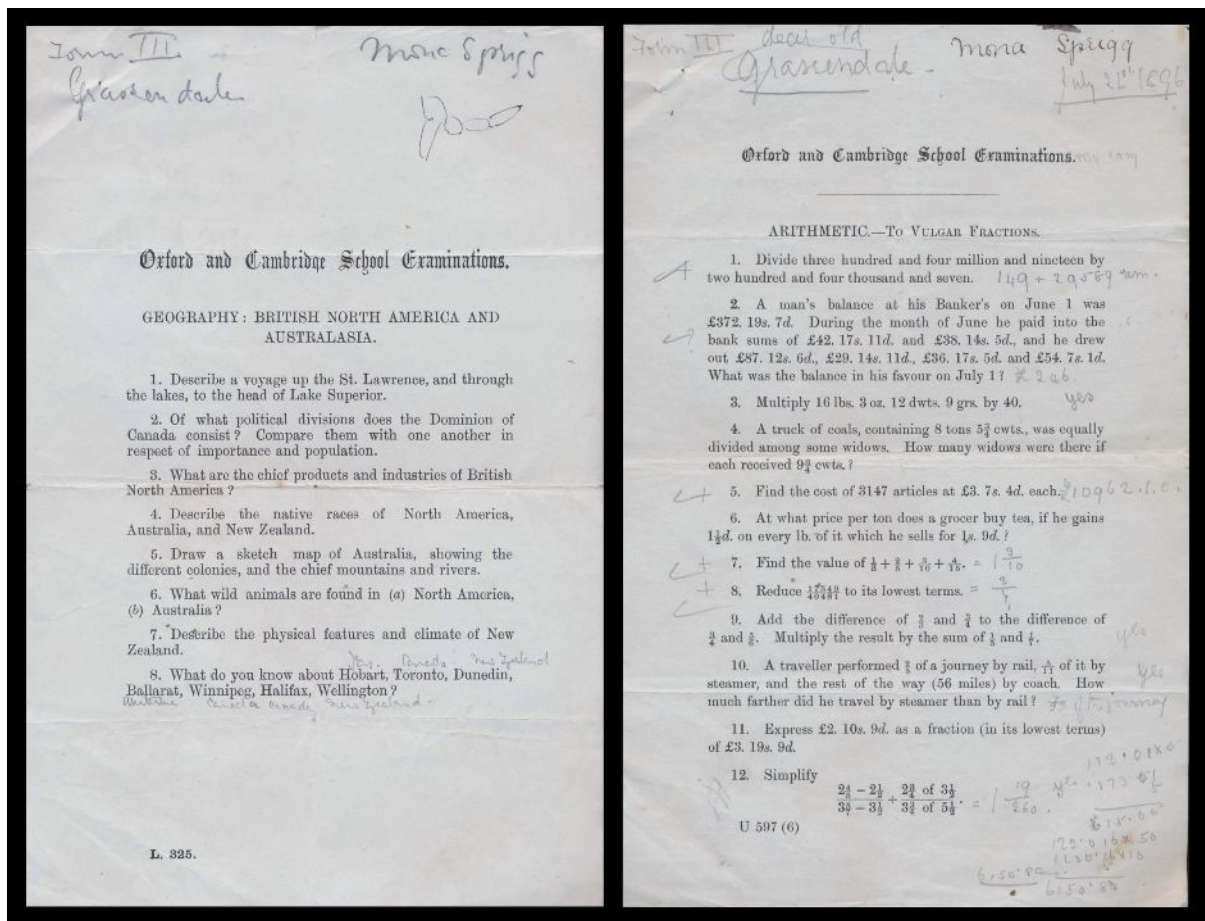 Form III
Mona Sprigg
Grassendale
Oxford and Cambridge School Examinations.
GEOGRAPHY: BRITISH NORTH AMERICA AND
AUSTRALASIA.
1. Describe a voyage up the St. Lawrence, and through
the lakes, to the head of Lake Superior.
2. Of what political divisions does the Dominion of
Canada consist? Compare them with one another in
respect of importance and population.
3. What are the chief products and industries of British
North America?
4. Describe the native races of North America,
Australia, and New Zealand.
5. Draw a sketch map of Australia, showing the
different colonies, and the chief mountains and rivers.
6. What wild animals are found in (a) North America,
(b) Australia?
7. Describe the physical features and climate of New
Zealand.
Canada New Zealand
8. What do you know about Hobart, Toronto, Dunedin,
Ballarat, Winnipeg, Halifax, Wellington?
Canada Canada New Zealand.
L. 325.
Form III
dear old
Grassendale
Mona Sprigg
July 21st 1896
Oxford and Cambridge School Examinations.
ARITHMETIC.—TO VULGAR FRACTIONS.
1. Divide three hundred and four million and nineteen by
two hundred and four thousand and seven. 149 + 29589 rem.
2. A man's balance at his Banker's on June 1 was
£372. 19s. 7d. During the month of June he paid into the
bank sums of £42. 17s. 11d. and £38. 14s. 5d., and he drew
out £87. 12s. 6d., £29. 14s. 11d., £36. 17s. 5d. and £54. 7s. 1d.
What was the balance in his favour on July 1? £246.
3. Multiply 16 lbs. 3 oz. 12 dwts. 9 grs. by 40. yes
4. A truck of coals, containing 8 tons 5¾ cwts., was equally
divided among some widows. How many widows were there if
each received 9¾ cwts.?
5. Find the cost of 3147 articles at £3. 7s. 4d. each. £10962.1.0.
6. At what price per ton does a grocer buy tea, if he gains
1½d. on every lb. of it which he sells for 1s. 9d.?
7. Find the value of
8. Reduce to its lowest terms.
9. Add the difference of and ¾ to the difference of
¾ and Multiply the result by the sum of and yes
10. A traveller performed of a journey by rail, of it by
steamer, and the rest of the way (56 miles) by coach. How
much farther did he travel by steamer than by rail? of the journey
yes
11. Express £2. 10s. 9d. as a fraction (in its lowest terms)
of £3. 19s. 9d.
12. Simplify
U 597 (6)